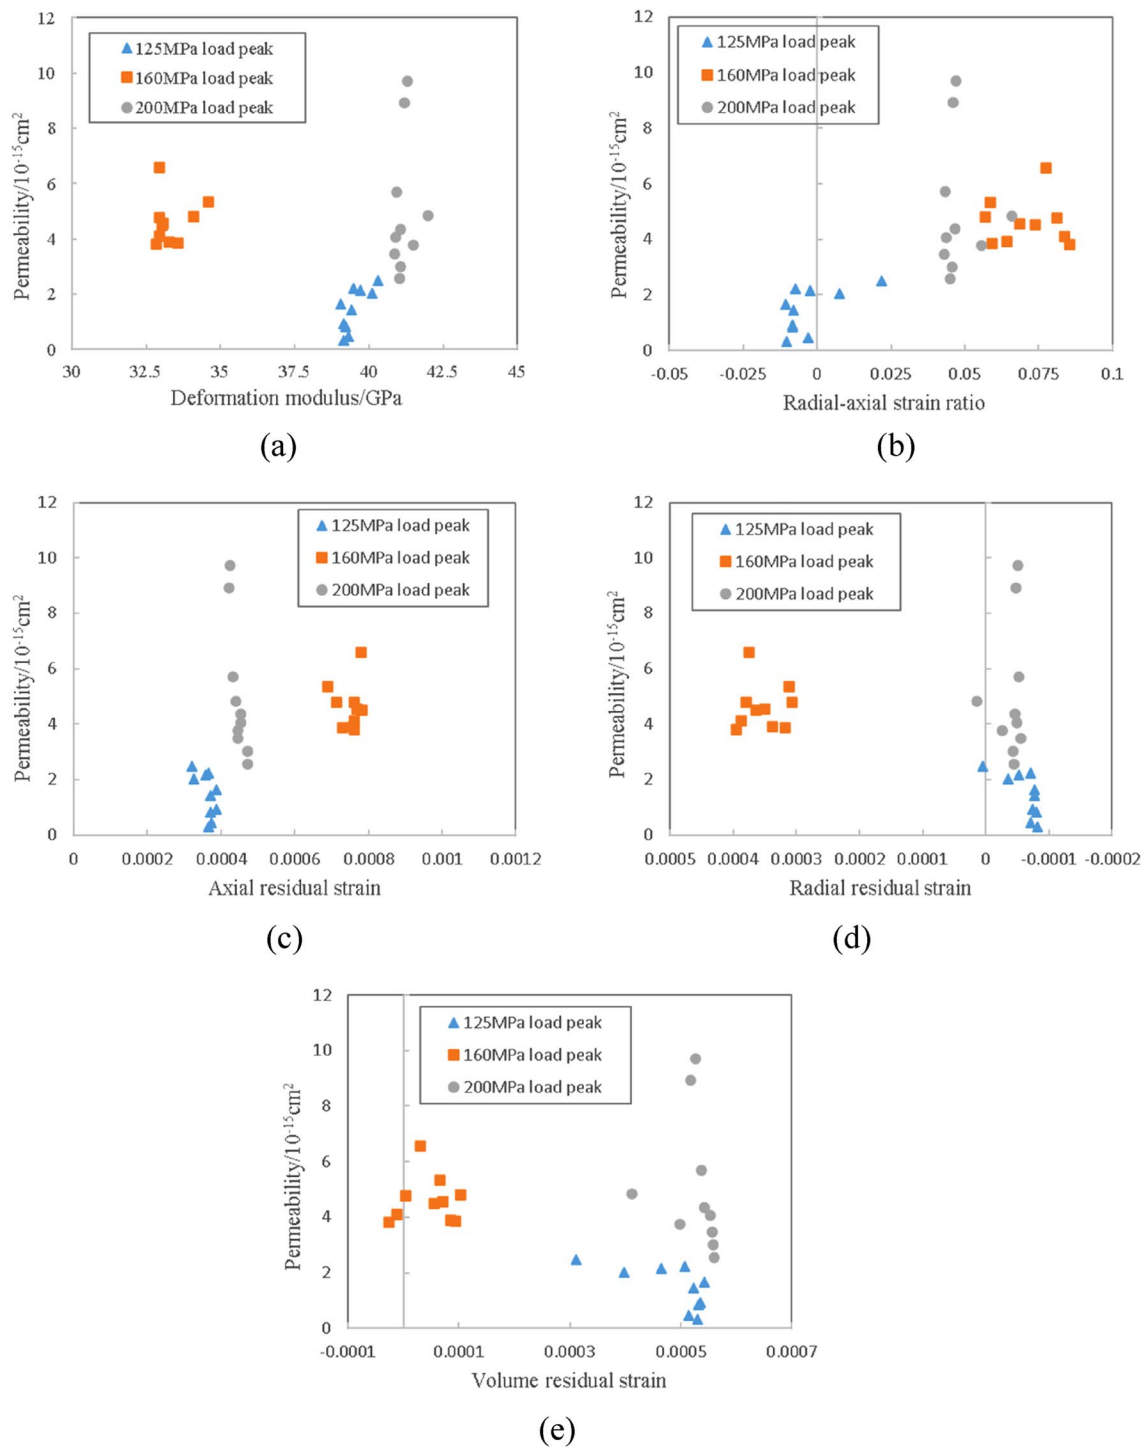 12
10
8
6
4
2
0
Permeability/10⁻¹⁵cm²
125MPa load peak
160MPa load peak
200MPa load peak
30 32.5 35 37.5 40 42.5 45
Deformation modulus/GPa
(a)
12
10
8
6
4
2
0
Permeability/10⁻¹⁵cm²
125MPa load peak
160MPa load peak
200MPa load peak
-0.05 -0.025 0 0.025 0.05 0.075 0.1
Radial-axial strain ratio
(b)
12
10
8
6
4
2
0
Permeability/10⁻¹⁵cm²
125MPa load peak
160MPa load peak
200MPa load peak
0 0.0002 0.0004 0.0006 0.0008 0.001 0.0012
Axial residual strain
(c)
12
10
8
6
4
2
0
Permeability/10⁻¹⁵cm²
125MPa load peak
160MPa load peak
200MPa load peak
0.0005 0.0004 0.0003 0.0002 0.0001 0 -0.0001 -0.0002
Radial residual strain
(d)
12
10
8
6
4
2
0
Permeability/10⁻¹⁵cm²
125MPa load peak
160MPa load peak
200MPa load peak
-0.0001 0.0001 0.0003 0.0005 0.0007
Volume residual strain
(e)